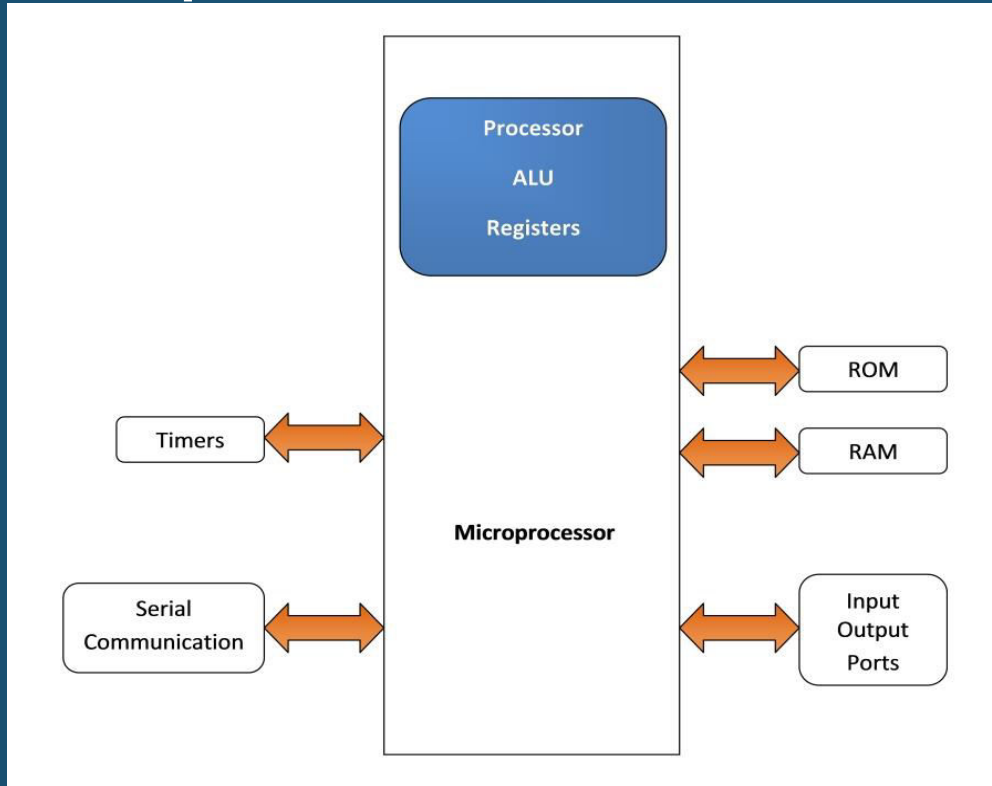 Processor
ALU
Registers
ROM
Timers
RAM
Microprocessor
Serial
Communication
Input
Output
Ports